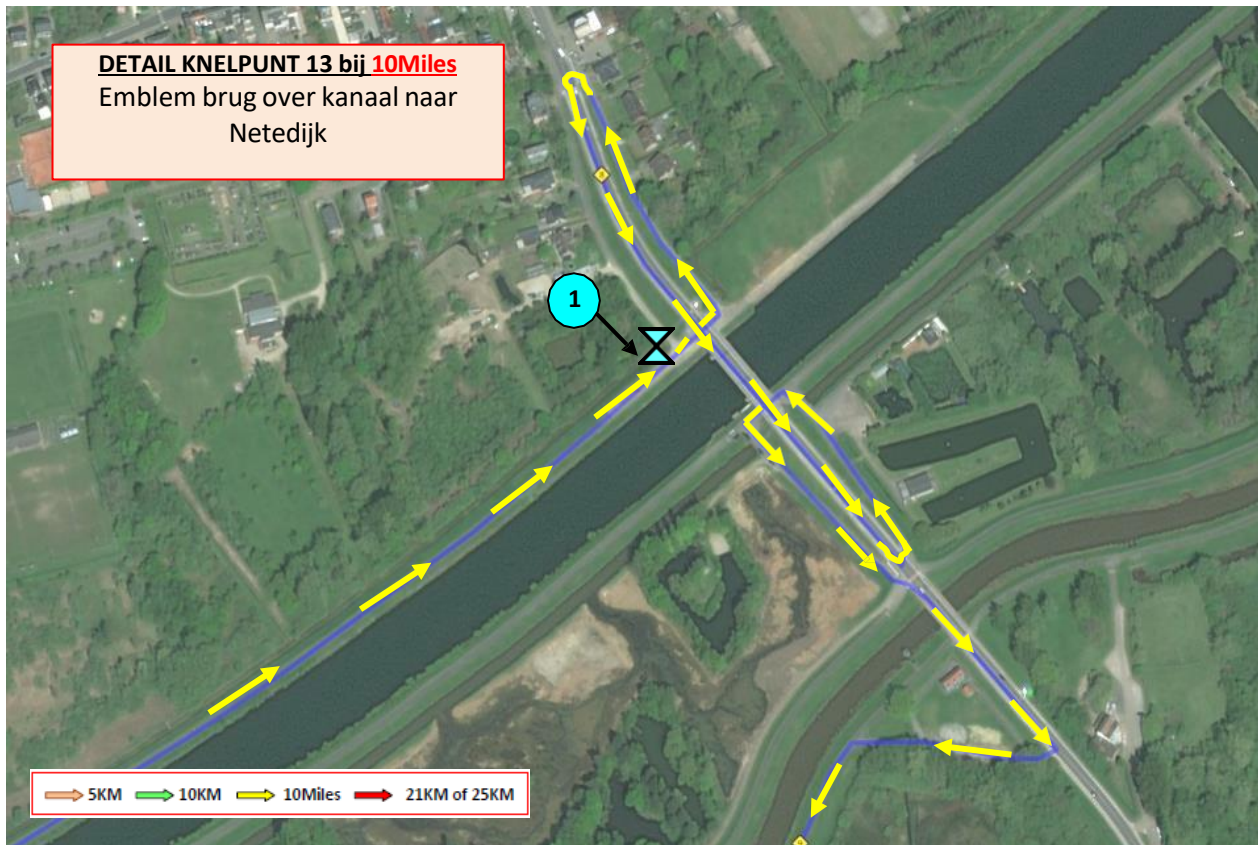 DETAIL KNELPUNT 13 bij 10Miles
Emblem brug over kanaal naar
Netedijk
1
5KM 10KM 10Miles 21KM of 25KM